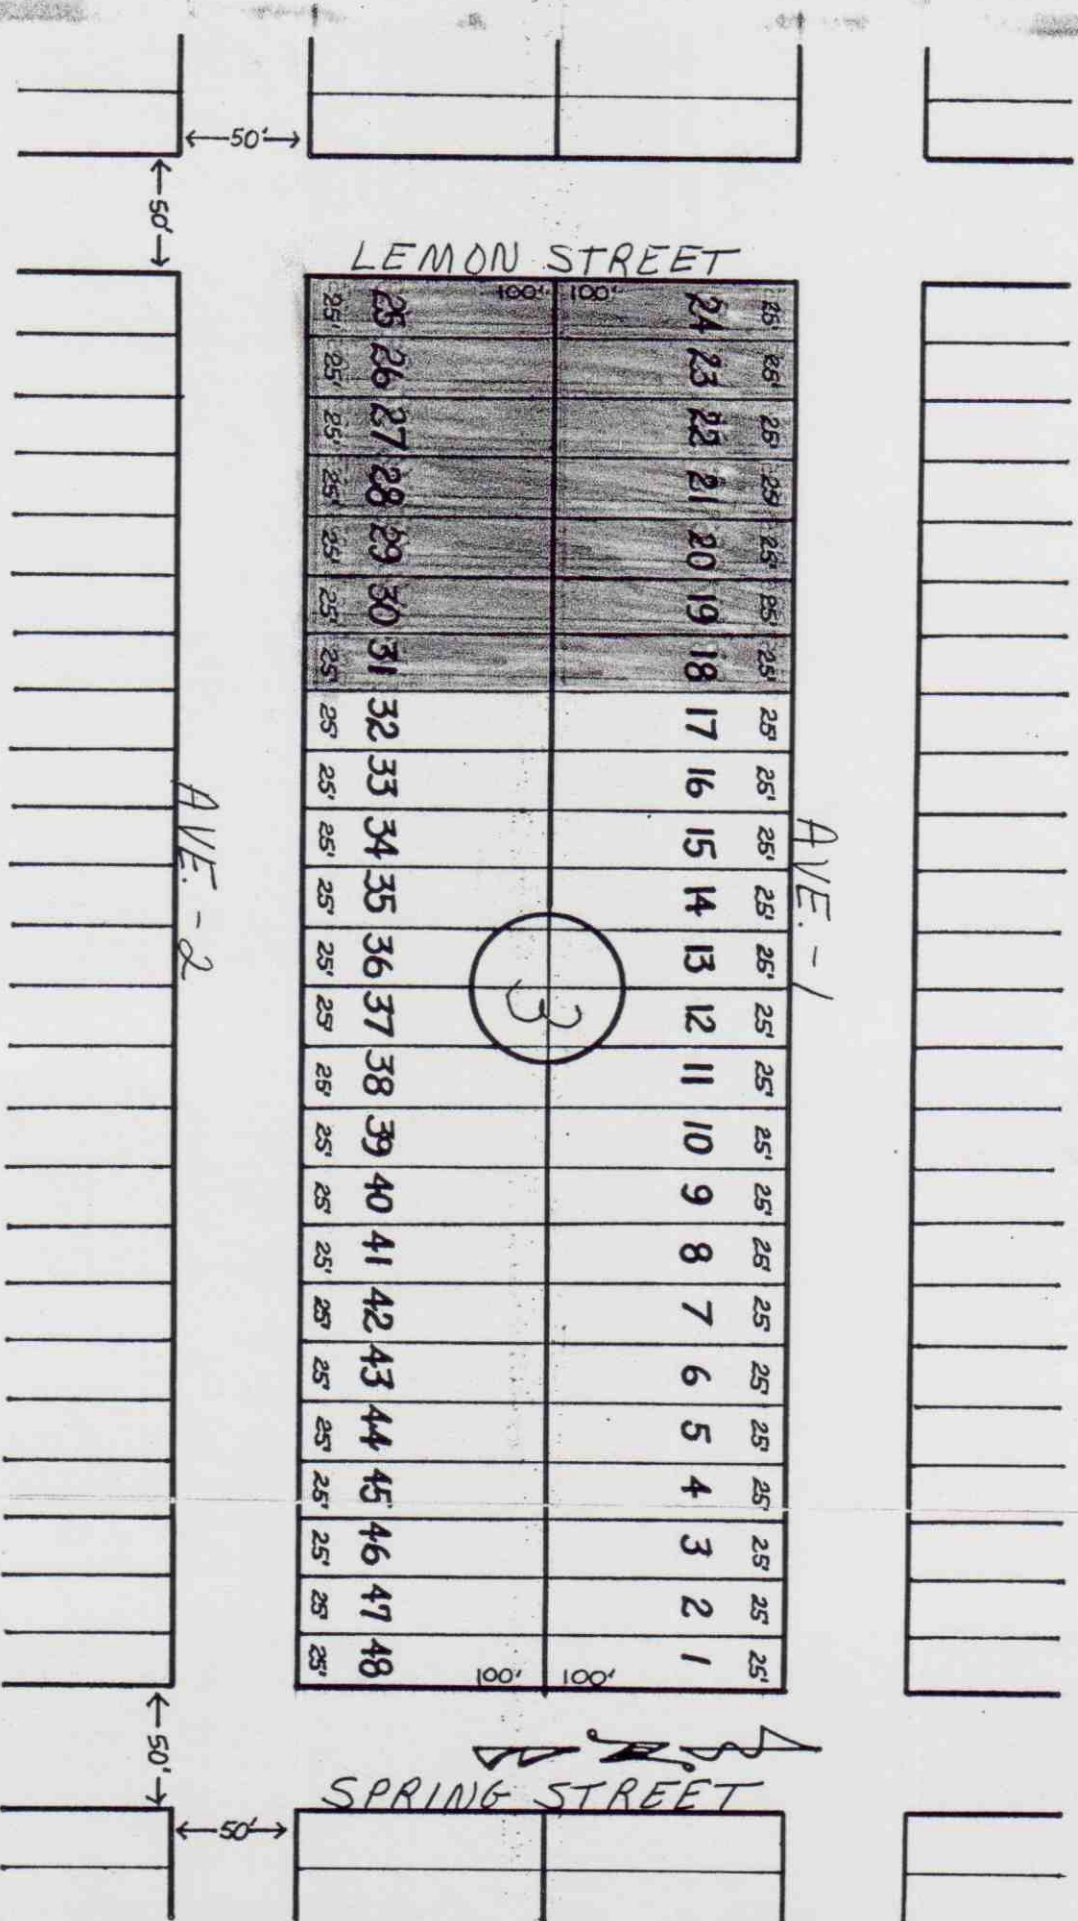 50'
50'
LEMON STREET
100' 100'
25' 25 24 25'
25' 26 23 25'
25' 27 22 25'
25' 28 21 25'
25' 29 20 25'
25' 30 19 25'
25' 31 18 25'
25' 32 17 25'
25' 33 16 25'
25' 34 15 25'
25' 35 14 25'
25' 36 13 25'
25' 37 12 25'
25' 38 11 25'
25' 39 10 25'
25' 40 9 25'
25' 41 8 25'
25' 42 7 25'
25' 43 6 25'
25' 44 5 25'
25' 45 4 25'
25' 46 3 25'
25' 47 2 25'
25' 48 1 25'
100' 100'
3
AVE.-2
AVE.-1
50'
N
SPRING STREET
50'